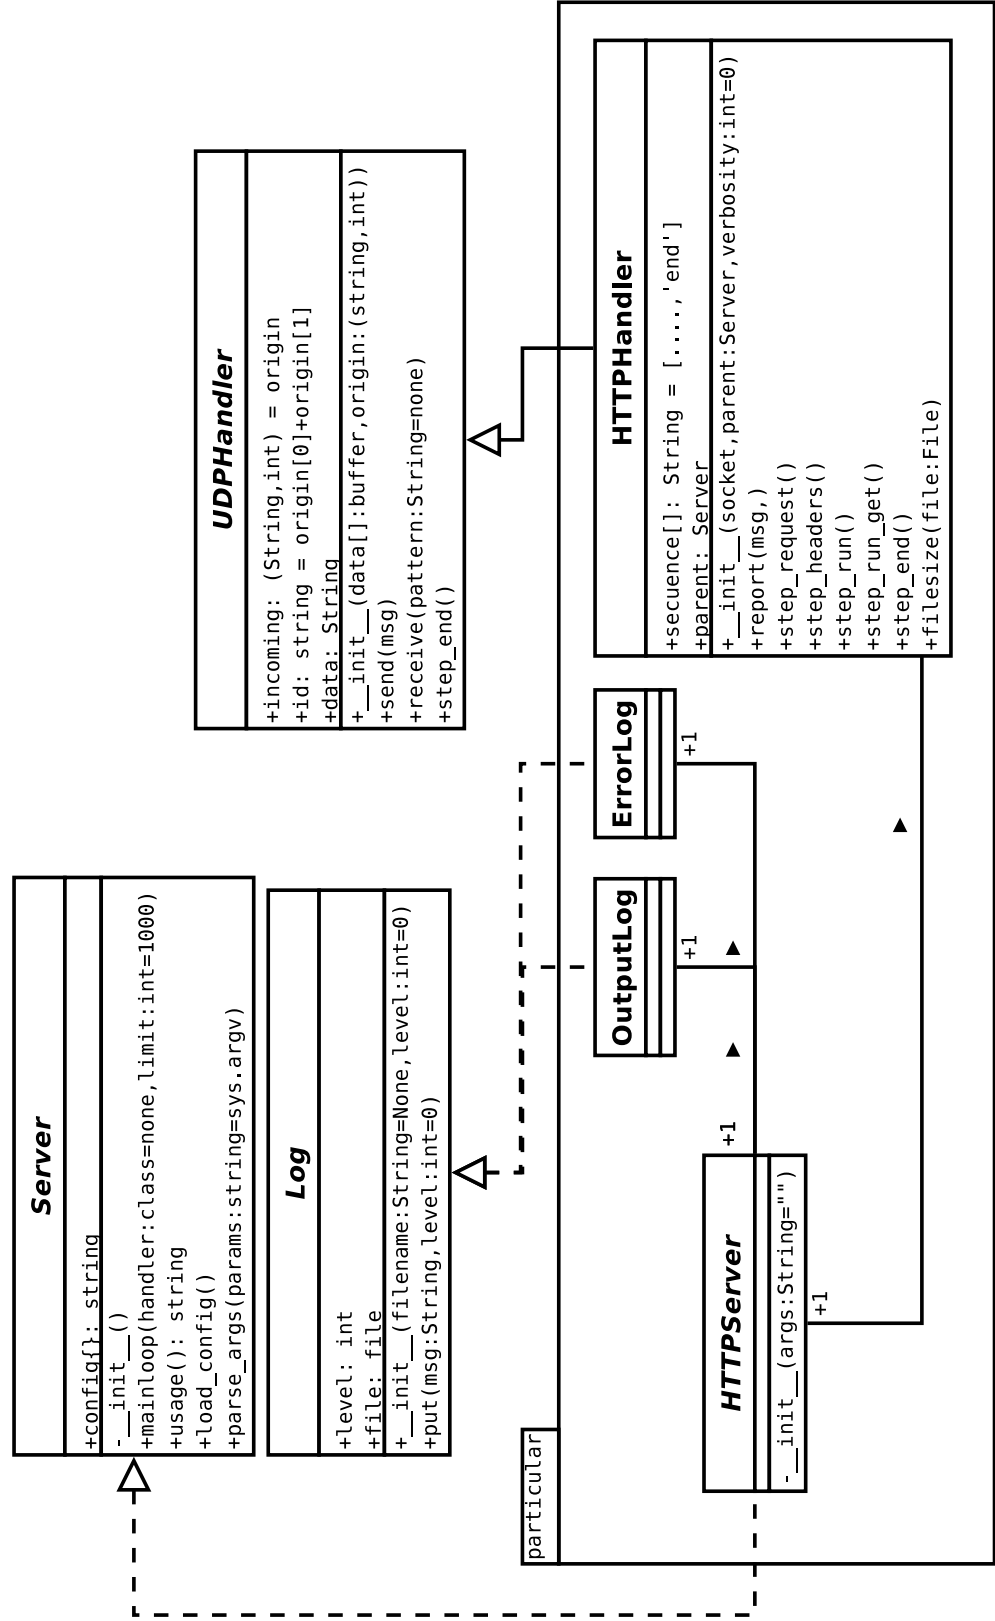 Server
+config{}: string
-__init__()
+mainloop(handler:class=none,limit:int=1000)
+usage(): string
+load_config()
+parse_args(params:string=sys.argv)
UDPHandler
+incoming: (String,int) = origin
+id: string = origin[0]+origin[1]
+data: String
+__init__(data[]:buffer,origin:(string,int))
+send(msg)
+receive(pattern:String=none)
+step_end()
Log
+level: int
+file: file
+__init__(filename:String=None,level:int=0)
+put(msg:String,level:int=0)
particular
OutputLog
+1
ErrorLog
+1
HTTPHandler
+secuence[]: String = [....,'end']
+parent: Server
+__init__(socket,parent:Server,verbosity:int=0)
+report(msg,)
+step_request()
+step_headers()
+step_run()
+step_run_get()
+step_end()
+filesize(file:File)
HTTPServer
-__init__(args:String="")
+1
+1